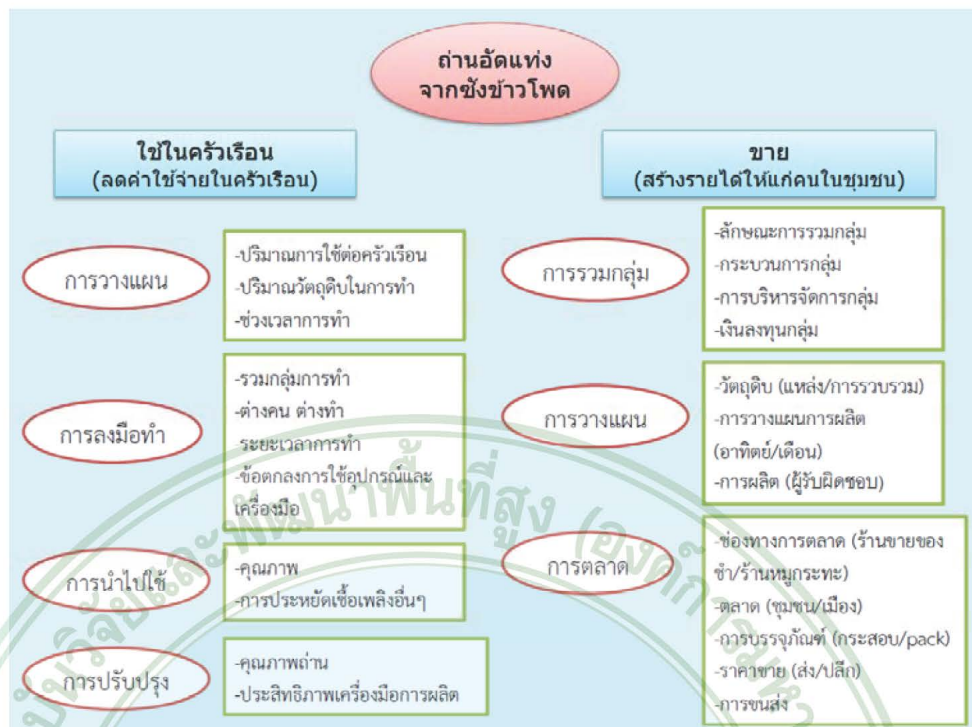 ถ่านอัดแท่ง
จากซังข้าวโพด
ใช้ในครัวเรือน
(ลดค่าใช้จ่ายในครัวเรือน)
การวางแผน
-ปริมาณการใช้ต่อครัวเรือน
-ปริมาณวัตถุดิบในการทำ
-ช่วงเวลาการทำ
การลงมือทำ
-รวมกลุ่มการทำ
-ต่างคน ต่างทำ
-ระยะเวลาการทำ
-ข้อตกลงการใช้อุปกรณ์และ
เครื่องมือ
การนำไปใช้
-คุณภาพ
-การประหยัดเชื้อเพลิงอื่นๆ
การปรับปรุง
-คุณภาพถ่าน
-ประสิทธิภาพเครื่องมือการผลิต
ขาย
(สร้างรายได้ให้แก่คนในชุมชน)
การรวมกลุ่ม
-ลักษณะการรวมกลุ่ม
-กระบวนการกลุ่ม
-การบริหารจัดการกลุ่ม
-เงินลงทุนกลุ่ม
การวางแผน
-วัตถุดิบ (แหล่ง/การรวบรวม)
-การวางแผนการผลิต
(อาทิตย์/เดือน)
-การผลิต (ผู้รับผิดชอบ)
การตลาด
-ช่องทางการตลาด (ร้านขายของ
ชำ/ร้านหมูกระทะ)
-ตลาด (ชุมชน/เมือง)
-การบรรจุภัณฑ์ (กระสอบ/pack)
-ราคาขาย (ส่ง/ปลีก)
-การขนส่ง
วิจัยและพัฒนาพื้นที่สูง (องค์การมหา